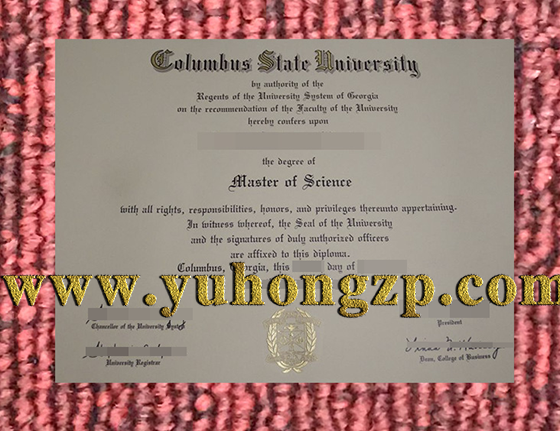 Columbus State University
by authority of the
Regents of the University System of Georgia
on the recommendation of the Faculty of the University
hereby confers upon
the degree of
Master of Science
with all rights, responsibilities, honors, and privileges thereunto appertaining.
In witness whereof, the Seal of the University
and the signatures of duly authorized officers
are affixed to this diploma.
Columbus, Georgia, this day of
www.yuhongzp.com
Chancellor of the University System
President
University Registrar
Dean, College of Business